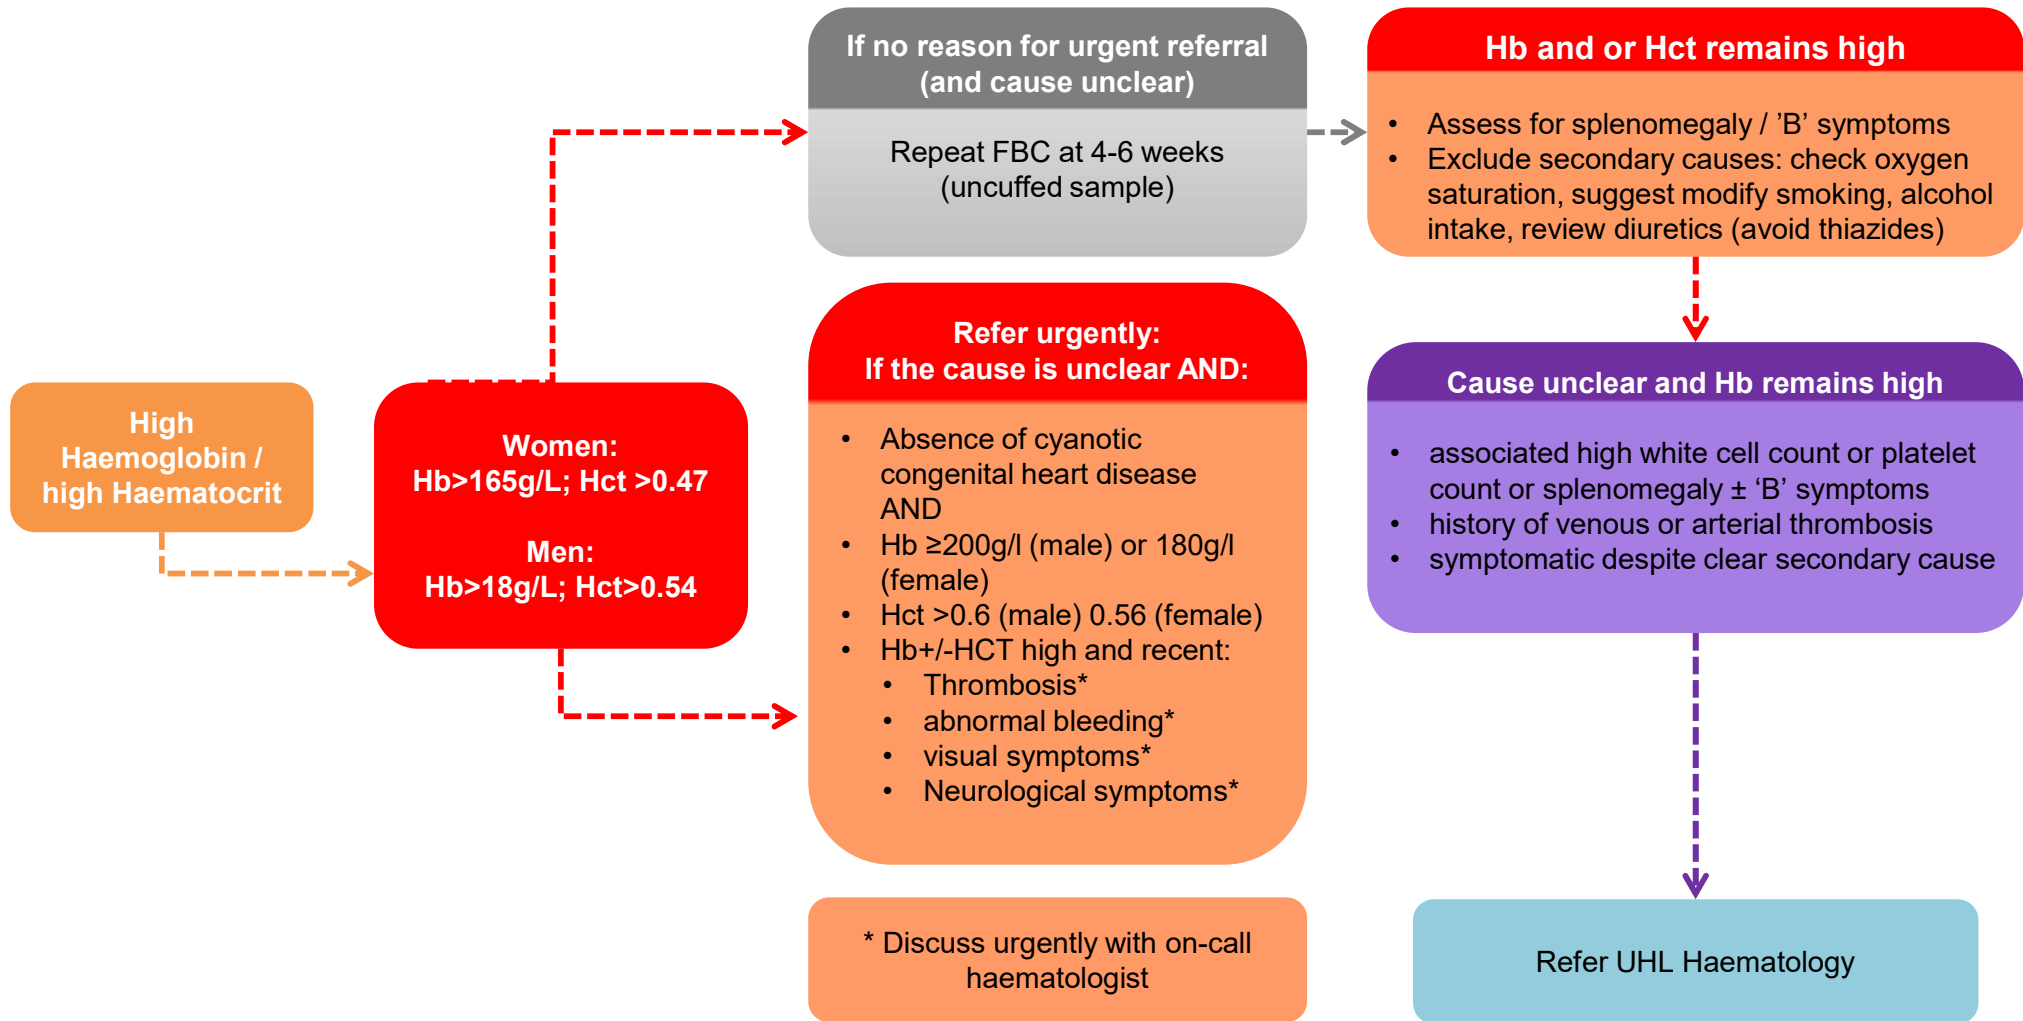 High
Haemoglobin /
high Haematocrit
Women:
Hb>165g/L; Hct >0.47
Men:
Hb>18g/L; Hct>0.54
If no reason for urgent referral
(and cause unclear)
Repeat FBC at 4-6 weeks
(uncuffed sample)
Refer urgently:
If the cause is unclear AND:
• Absence of cyanotic
congenital heart disease
AND
• Hb ≥200g/l (male) or 180g/l
(female)
• Hct >0.6 (male) 0.56 (female)
• Hb+/-HCT high and recent:
• Thrombosis*
• abnormal bleeding*
• visual symptoms*
• Neurological symptoms*
* Discuss urgently with on-call
haematologist
Hb and or Hct remains high
• Assess for splenomegaly / ’B’ symptoms
• Exclude secondary causes: check oxygen
saturation, suggest modify smoking, alcohol
intake, review diuretics (avoid thiazides)
Cause unclear and Hb remains high
• associated high white cell count or platelet
count or splenomegaly ± ‘B’ symptoms
• history of venous or arterial thrombosis
• symptomatic despite clear secondary cause
Refer UHL Haematology